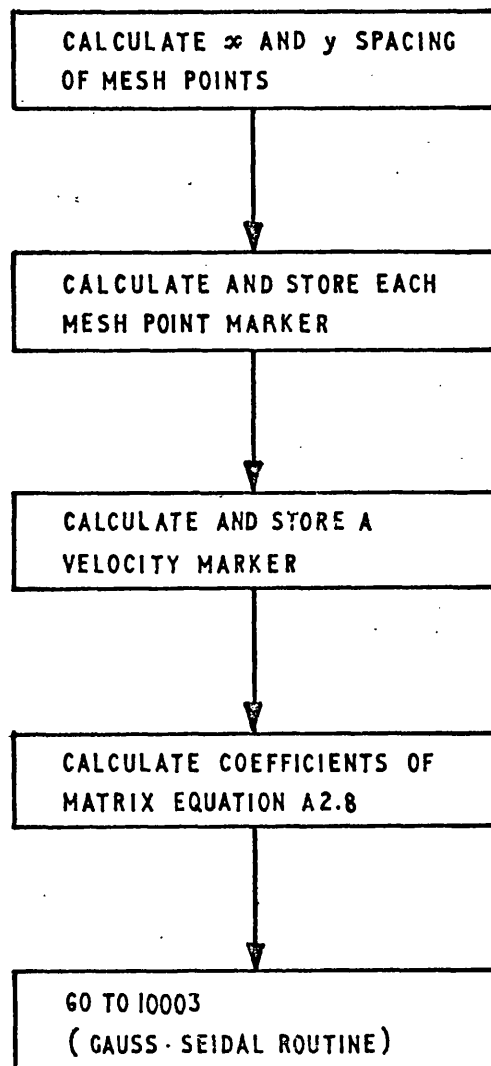 CALCULATE x AND y SPACING
OF MESH POINTS
CALCULATE AND STORE EACH
MESH POINT MARKER
CALCULATE AND STORE A
VELOCITY MARKER
CALCULATE COEFFICIENTS OF
MATRIX EQUATION A2.8
GO TO 10003
( GAUSS - SEIDAL ROUTINE)